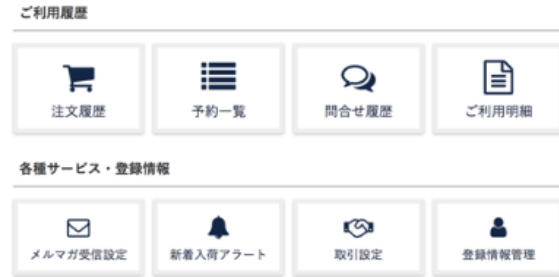 ご利用履歴
注文履歴
予約一覧
問合せ履歴
ご利用明細
各種サービス・登録情報
メルマガ受信設定
新着入荷アラート
取引設定
登録情報管理